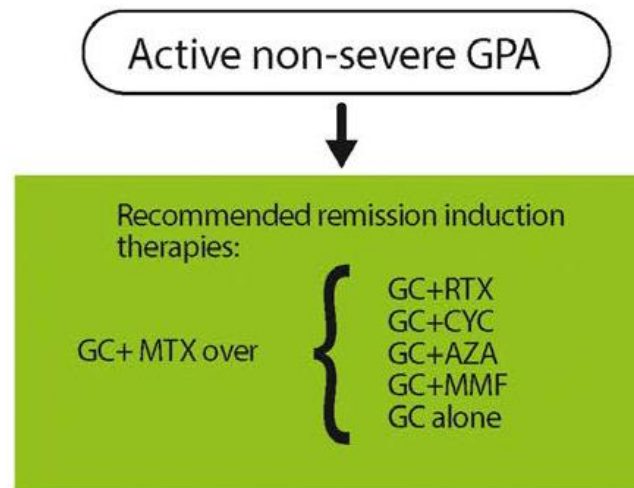 Active non-severe GPA
Recommended remission induction
therapies:
GC+ MTX over
GC+RTX
GC+CYC
GC+AZA
GC+MMF
GC alone